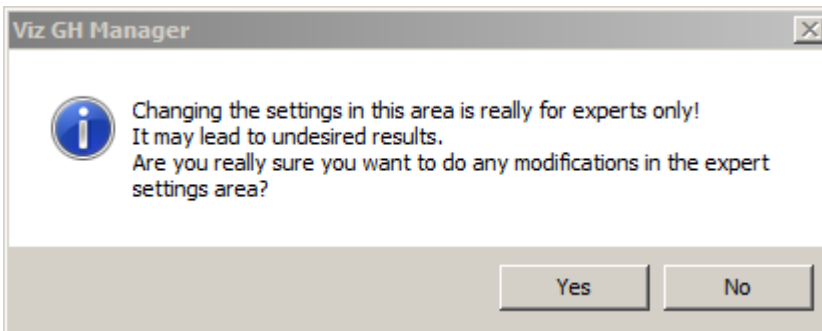 Viz GH Manager
Changing the settings in this area is really for experts only!
It may lead to undesired results.
Are you really sure you want to do any modifications in the expert
settings area?
Yes
No